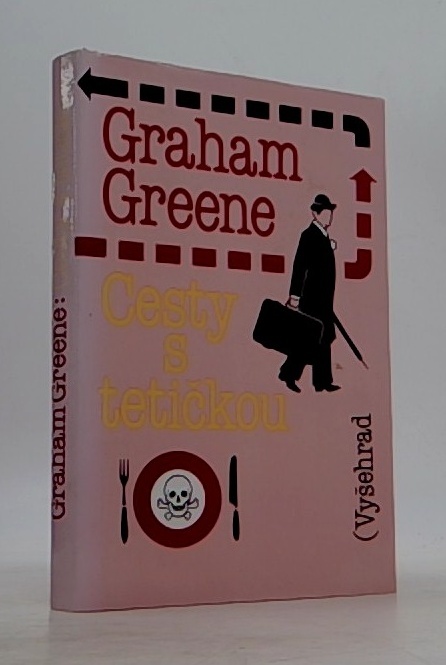 Graham
Greene
Cesty
s
tetičkou
(Vyšehrad
Graham Greene: